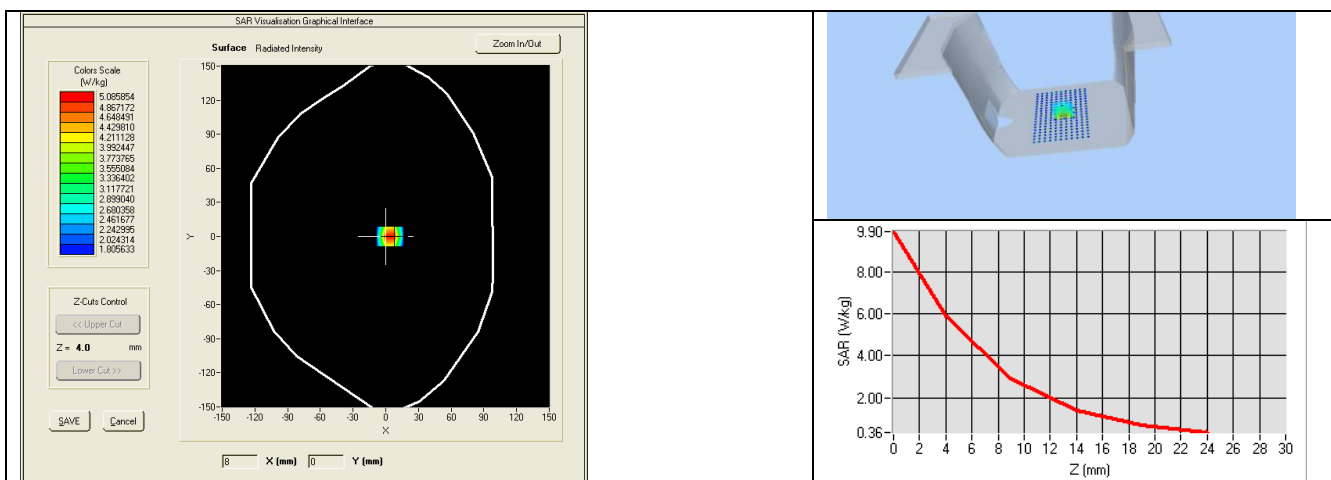 SAR Visualisation Graphical Interface
Surface Radiated Intensity
Zoom In/Out
Colors Scale
(W/kg)
5.085854
4.867172
4.648491
4.429810
4.211128
3.992447
3.773765
3.555084
3.336402
3.117721
2.899040
2.680358
2.461677
2.242995
2.024314
1.805633
Z-Cuts Control
<< Upper Cut
Z = 4.0 mm
Lower Cut >>
SAVE Cancel
150-
120-
90-
60-
30-
0-
-30-
-60-
-90-
-120-
-150-
Y
-150 -120 -90 -60 -30 0 30 60 90 120 150
X
8 X (mm) 0 Y (mm)
9.90-
8.00-
6.00-
4.00-
2.00-
0.36-
SAR (W/kg)
0 2 4 6 8 10 12 14 16 18 20 22 24 26 28 30
Z (mm)